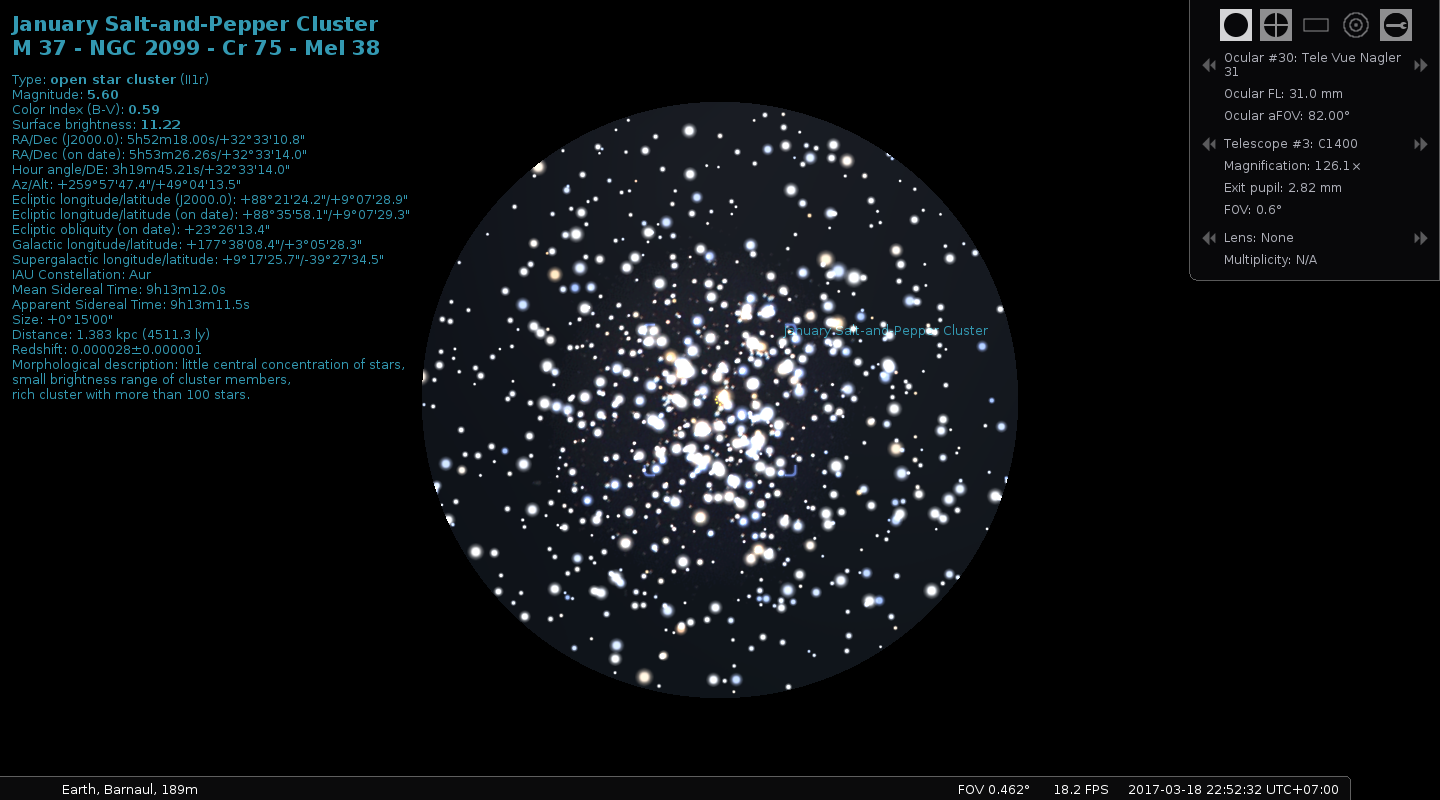 January Salt-and-Pepper Cluster
M 37 - NGC 2099 - Cr 75 - Mel 38
Type: open star cluster (II1r)
Magnitude: 5.60
Color Index (B-V): 0.59
Surface brightness: 11.22
RA/Dec (J2000.0): 5h52m18.00s/+32°33'10.8"
RA/Dec (on date): 5h53m26.26s/+32°33'14.0"
Hour angle/DE: 3h19m45.21s/+32°33'14.0"
Az/Alt: +259°57'47.4"/+49°04'13.5"
Ecliptic longitude/latitude (J2000.0): +88°21'24.2"/+9°07'28.9"
Ecliptic longitude/latitude (on date): +88°35'58.1"/+9°07'29.3"
Ecliptic obliquity (on date): +23°26'13.4"
Galactic longitude/latitude: +177°38'08.4"/+3°05'28.3"
Supergalactic longitude/latitude: +9°17'25.7"/-39°27'34.5"
IAU Constellation: Aur
Mean Sidereal Time: 9h13m12.0s
Apparent Sidereal Time: 9h13m11.5s
Size: +0°15'00"
Distance: 1.383 kpc (4511.3 ly)
Redshift: 0.000028±0.000001
Morphological description: little central concentration of stars,
small brightness range of cluster members,
rich cluster with more than 100 stars.
Ocular #30: Tele Vue Nagler
31
Ocular FL: 31.0 mm
Ocular aFOV: 82.00°
Telescope #3: C1400
Magnification: 126.1×
Exit pupil: 2.82 mm
FOV: 0.6°
Lens: None
Multiplicity: N/A
January Salt-and-Pepper Cluster
Earth, Barnaul, 189m
FOV 0.462°
18.2 FPS
2017-03-18 22:52:32 UTC+07:00